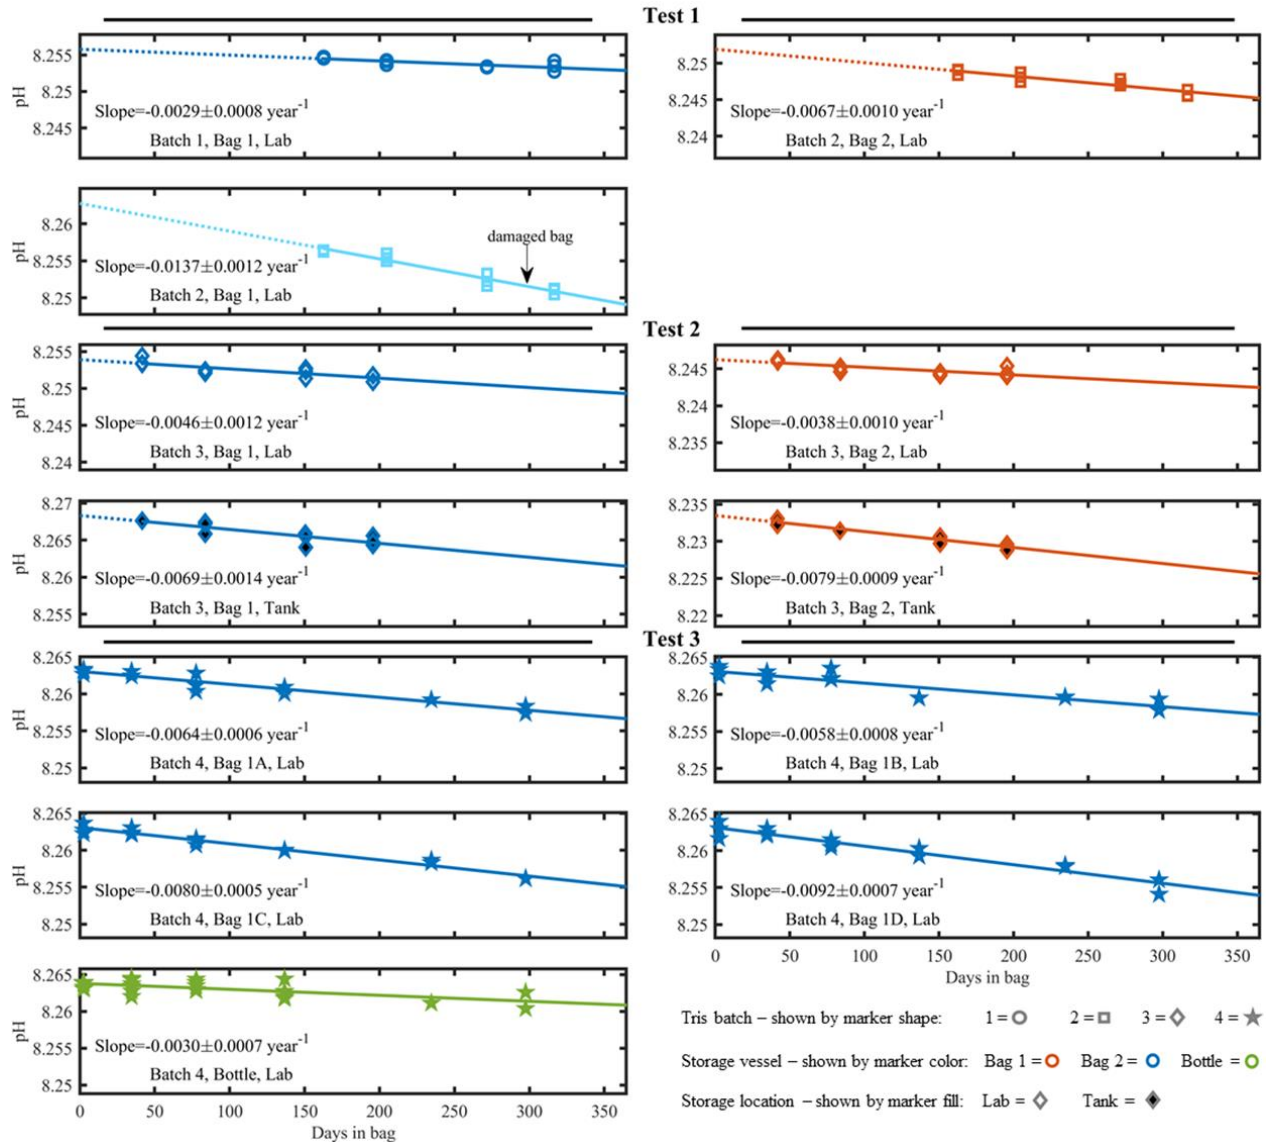 Test 1
8.255
8.25
8.245
pH
Slope=-0.0029±0.0008 year⁻¹
Batch 1, Bag 1, Lab
0 50 100 150 200 250 300 350
8.25
8.245
8.24
Slope=-0.0067±0.0010 year⁻¹
Batch 2, Bag 2, Lab
8.26
8.255
8.25
pH
damaged bag
Slope=-0.0137±0.0012 year⁻¹
Batch 2, Bag 1, Lab
Test 2
8.255
8.25
8.245
8.24
pH
Slope=-0.0046±0.0012 year⁻¹
Batch 3, Bag 1, Lab
8.245
8.24
8.235
Slope=-0.0038±0.0010 year⁻¹
Batch 3, Bag 2, Lab
8.27
8.265
8.26
8.255
pH
Slope=-0.0069±0.0014 year⁻¹
Batch 3, Bag 1, Tank
8.235
8.23
8.225
8.22
Slope=-0.0079±0.0009 year⁻¹
Batch 3, Bag 2, Tank
Test 3
8.265
8.26
8.255
8.25
pH
Slope=-0.0064±0.0006 year⁻¹
Batch 4, Bag 1A, Lab
8.265
8.26
8.255
8.25
Slope=-0.0058±0.0008 year⁻¹
Batch 4, Bag 1B, Lab
8.265
8.26
8.255
8.25
pH
Slope=-0.0080±0.0005 year⁻¹
Batch 4, Bag 1C, Lab
8.265
8.26
8.255
8.25
Slope=-0.0092±0.0007 year⁻¹
Batch 4, Bag 1D, Lab
0 50 100 150 200 250 300 350
Days in bag
8.265
8.26
8.255
8.25
pH
Slope=-0.0030±0.0007 year⁻¹
Batch 4, Bottle, Lab
0 50 100 150 200 250 300 350
Days in bag
Tris batch – shown by marker shape: 1 = 2 = 3 = 4 =
Storage vessel – shown by marker color: Bag 1 = Bag 2 = Bottle =
Storage location – shown by marker fill: Lab = Tank =